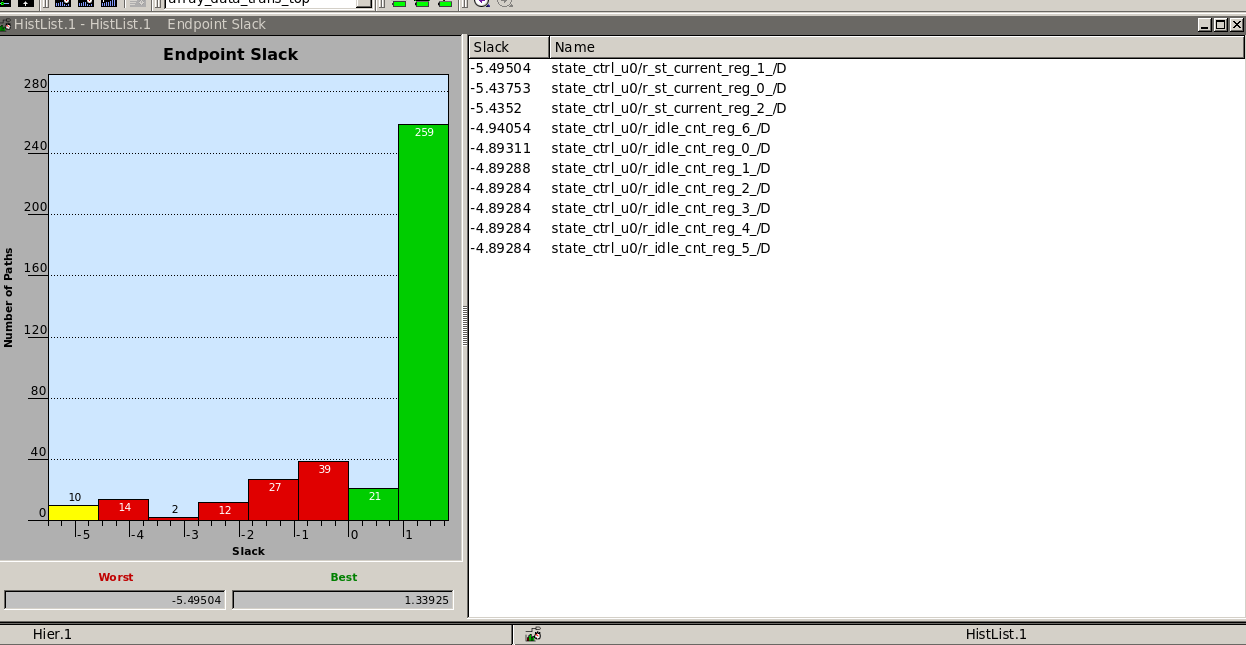 array_data_trans_top
HistList.1 - HistList.1 Endpoint Slack
Endpoint Slack
280
240
200
160
120
80
40
0
Number of Paths
10
14
2
12
27
39
21
259
-5
-4
-3
-2
-1
0
1
Slack
Worst
Best
-5.49504
1.33925
Slack Name
-5.49504 state_ctrl_u0/r_st_current_reg_1_/D
-5.43753 state_ctrl_u0/r_st_current_reg_0_/D
-5.4352 state_ctrl_u0/r_st_current_reg_2_/D
-4.94054 state_ctrl_u0/r_idle_cnt_reg_6_/D
-4.89311 state_ctrl_u0/r_idle_cnt_reg_0_/D
-4.89288 state_ctrl_u0/r_idle_cnt_reg_1_/D
-4.89284 state_ctrl_u0/r_idle_cnt_reg_2_/D
-4.89284 state_ctrl_u0/r_idle_cnt_reg_3_/D
-4.89284 state_ctrl_u0/r_idle_cnt_reg_4_/D
-4.89284 state_ctrl_u0/r_idle_cnt_reg_5_/D
Hier.1
HistList.1